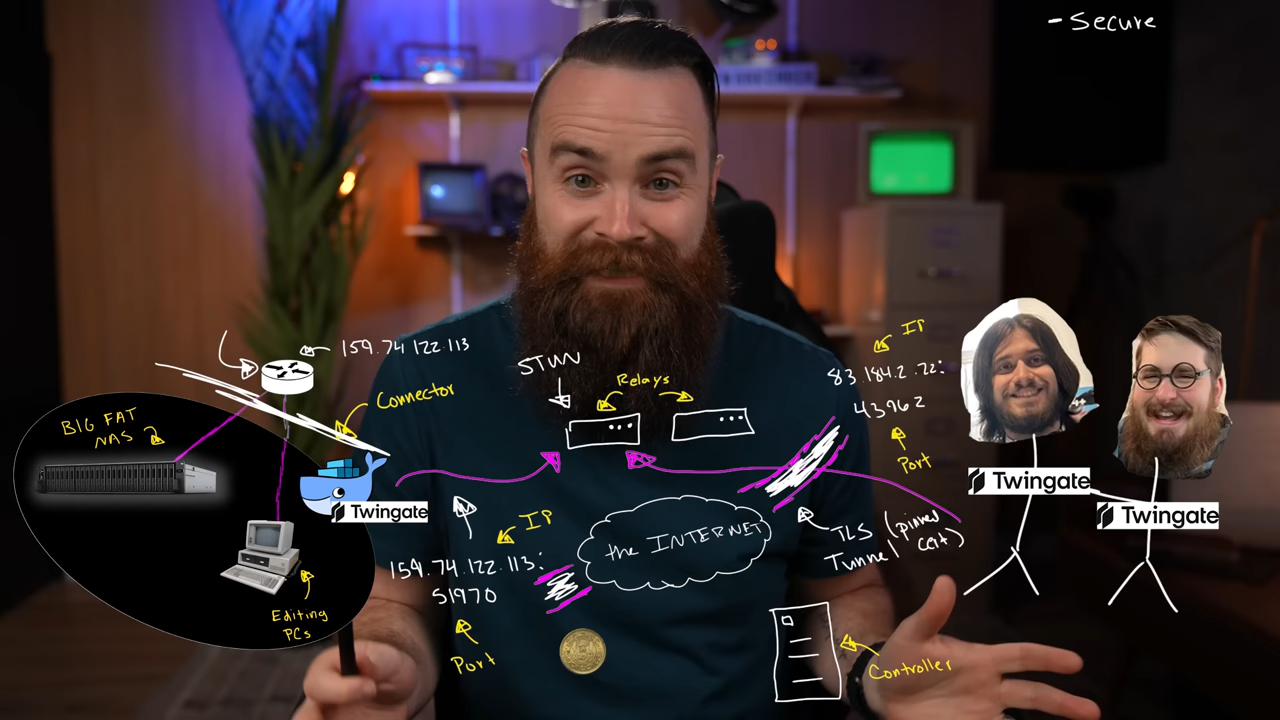 - Secure
159.74.122.113
Connector
BIG FAT
NAS
Twingate
Editing
PCs
STUN
Relays
IP
159.74.122.113:
51970
Port
the INTERNET
IP
83.184.2.22:
43962
Port
TLS (pinned
Tunnel cert)
Controller
Twingate
Twingate